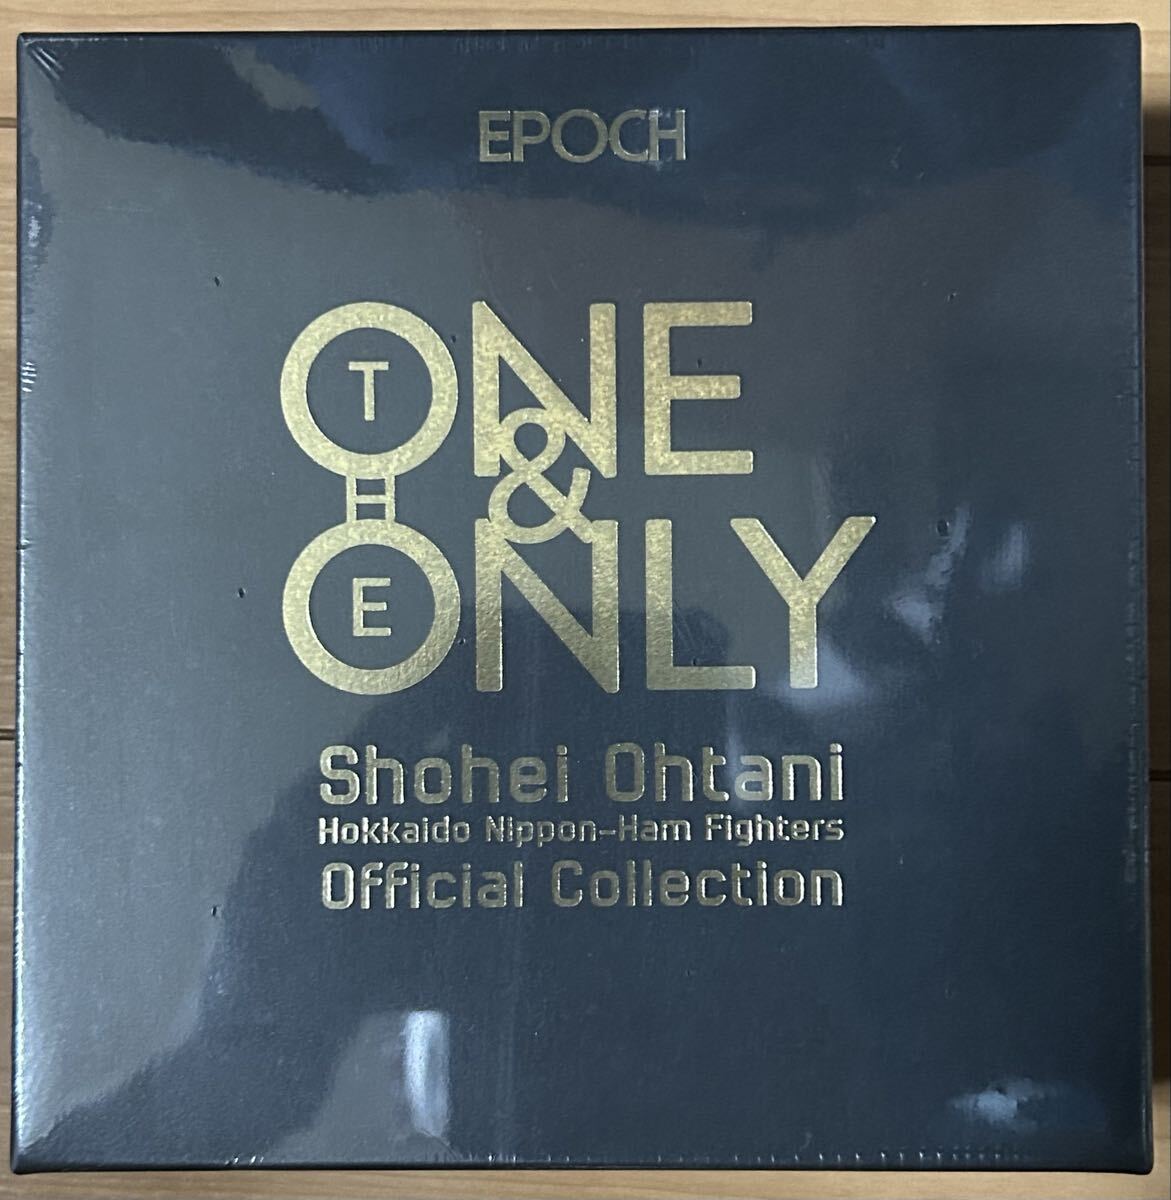 EPOCH
THE
ONE
&
ONLY
Shohei Ohtani
Hokkaido Nippon-Ham Fighters
Official Collection